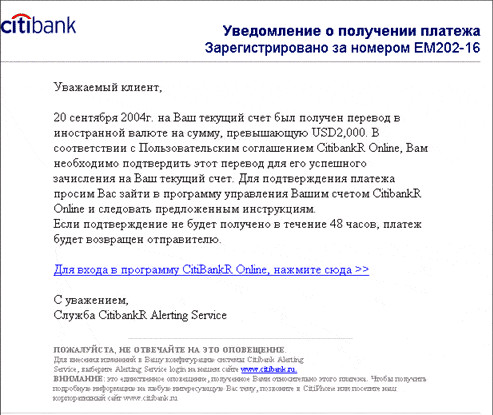 citibank
Уведомление о получении платежа
Зарегистрировано за номером EM202-16
Уважаемый клиент,
20 сентября 2004г. на Ваш текущий счет был получен перевод в
иностранной валюте на сумму, превышающую USD2,000. В
соответствии с Пользовательским соглашением CitibankR Online, Вам
необходимо подтвердить этот перевод для его успешного
зачисления на Ваш текущий счет. Для подтверждения платежа
просим Вас зайти в программу управления Вашим счетом CitibankR
Online и следовать предложенным инструкциям.
Если подтверждение не будет получено в течение 48 часов, платеж
будет возвращен отправителю.
Для входа в программу CitiBankR Online, нажмите сюда >>
С уважением,
Служба CitibankR Alerting Service
ПОЖАЛУЙСТА, НЕ ОТВЕЧАЙТЕ НА ЭТО ОПОВЕЩЕНИЕ.
Для внесения изменений в Вашу конфигурацию системы Citibank Alerting
Service, выберите Alerting Service login на нашем сайте www.citibank.ru.
ВНИМАНИЕ: это единственное оповещение, полученное Вами относительно этого платежа. Чтобы получить
подробную информацию на любую интересующую Вас тему, позвоните в CitiPhone или посетите наш
корпоративный сайт www.citibank.ru